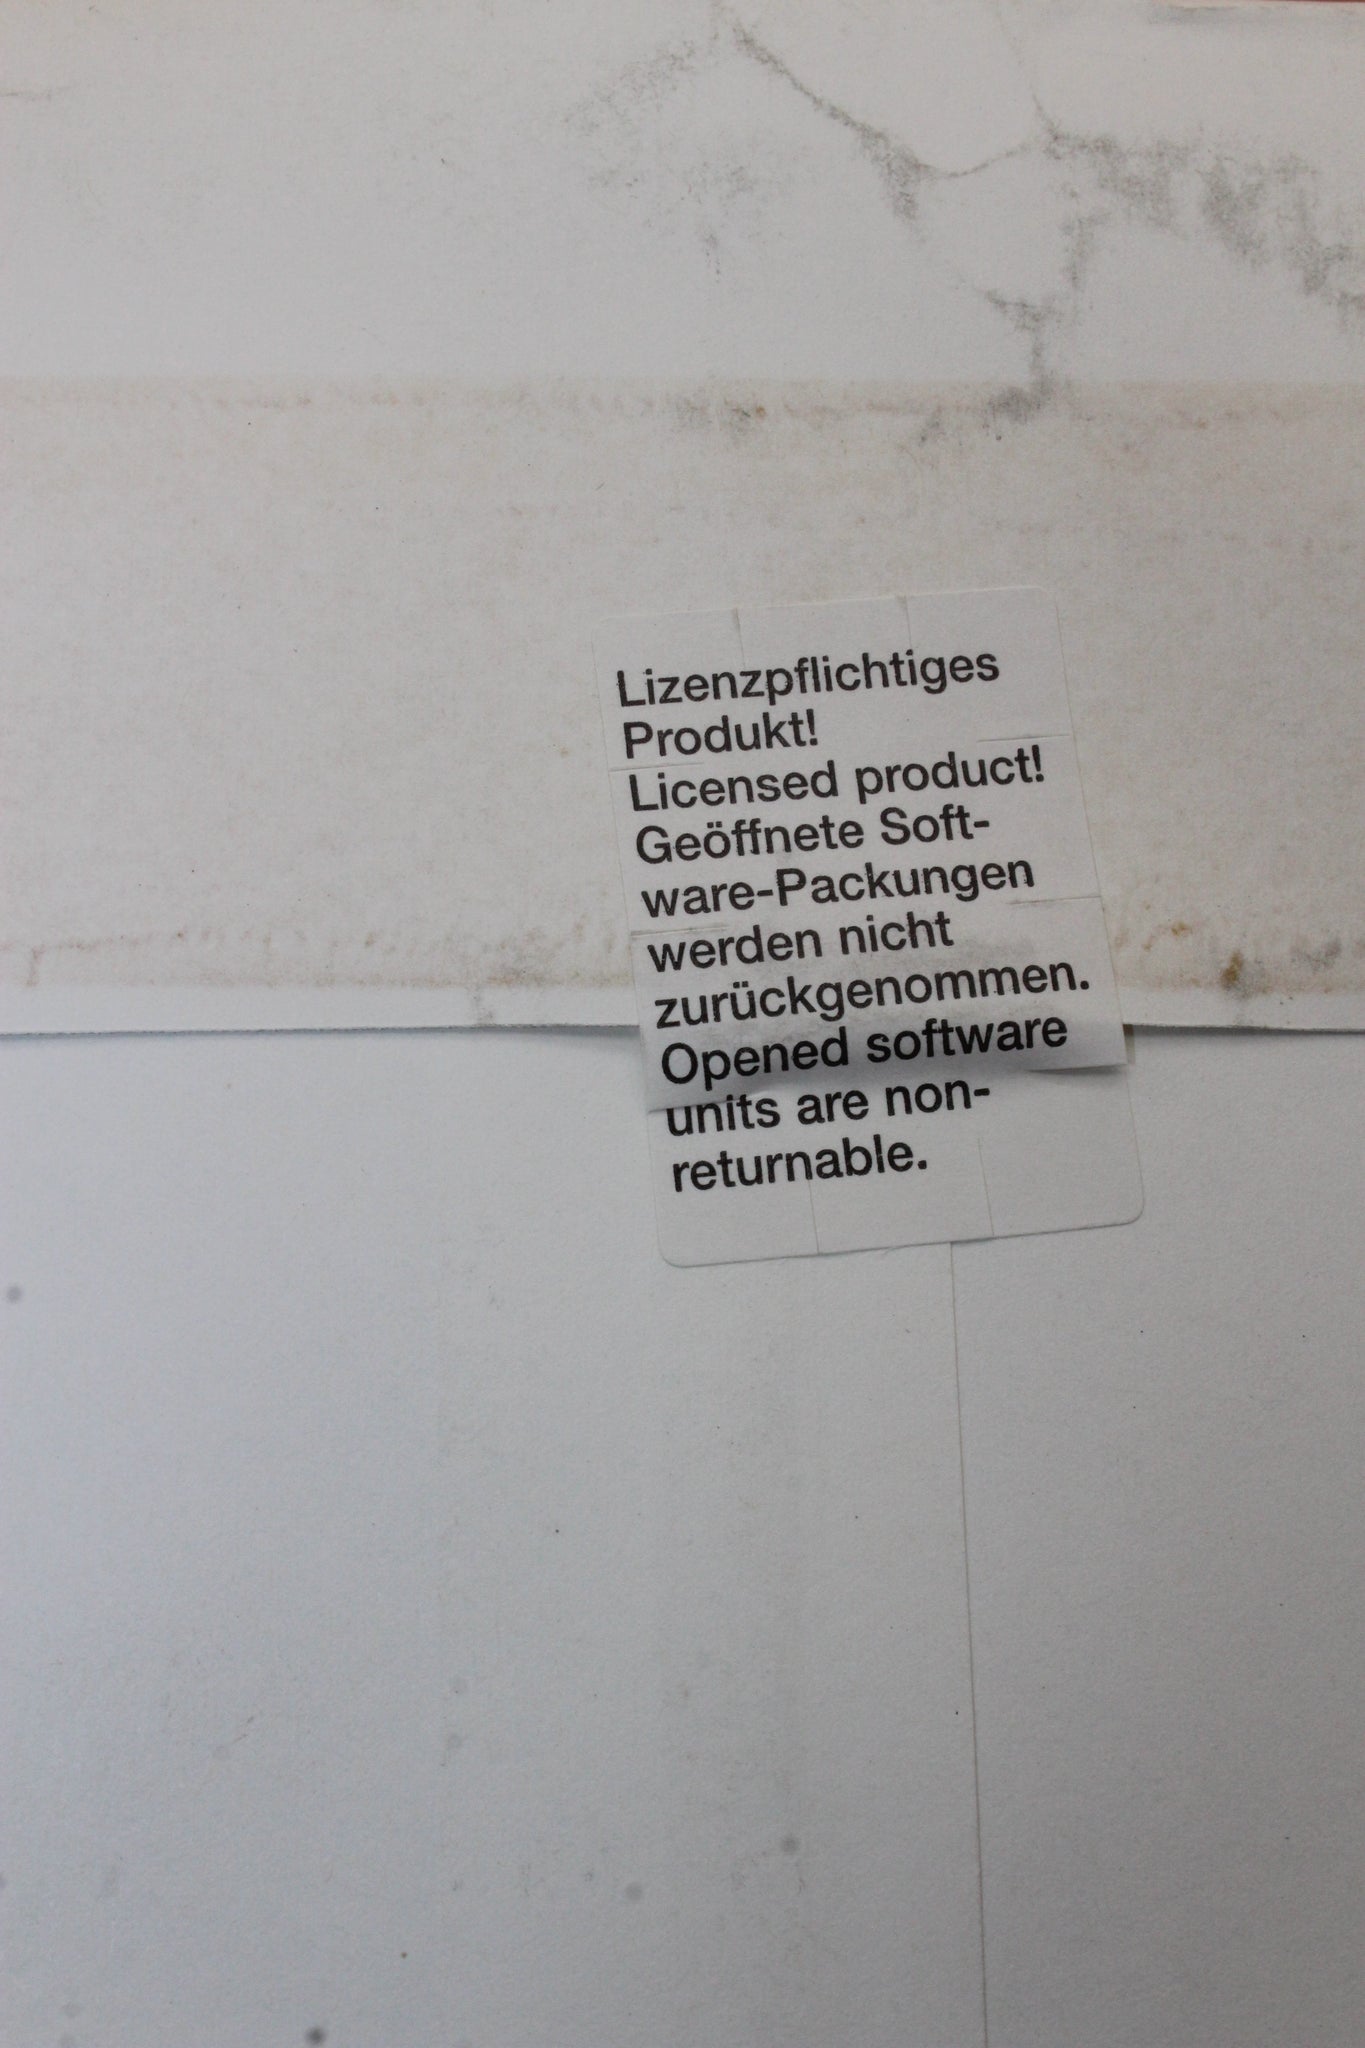 Lizenzpflichtiges
Produkt!
Licensed product!
Geöffnete Soft-
ware-Packungen
werden nicht
zurückgenommen.
Opened software
units are non-
returnable.